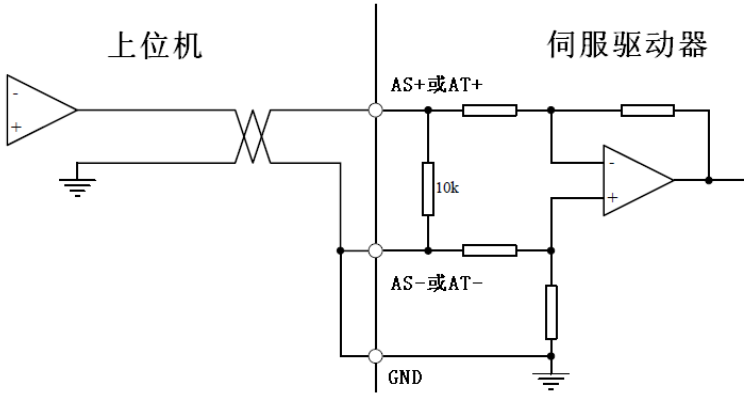 上位机
伺服驱动器
AS+或AT+
-
+
10k
-
+
AS-或AT-
GND